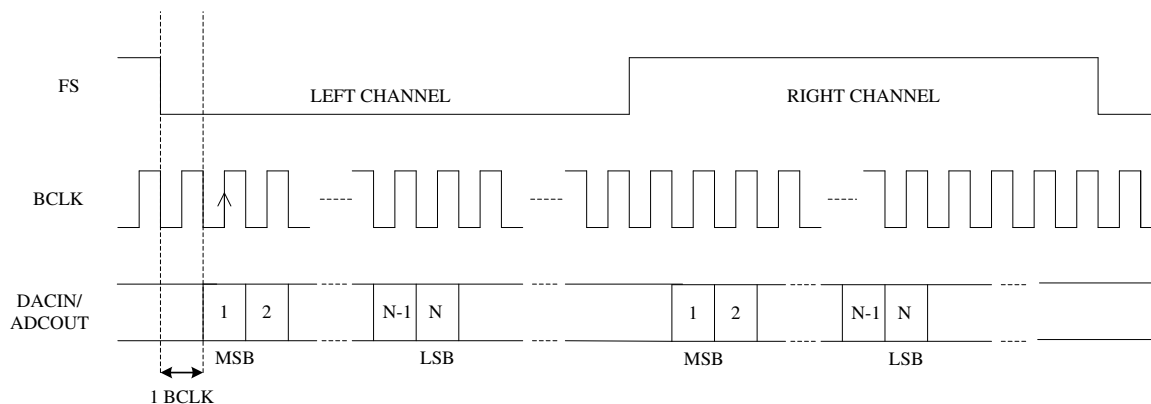 FS
LEFT CHANNEL
RIGHT CHANNEL
BCLK
DACIN/
ADCOUT
1
2
N-1
N
1
2
N-1
N
MSB
LSB
MSB
LSB
1 BCLK